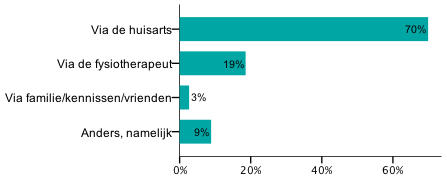 Via de huisarts 70%
Via de fysiotherapeut 19%
Via familie/kennissen/vrienden 3%
Anders, namelijk 9%
0% 20% 40% 60%